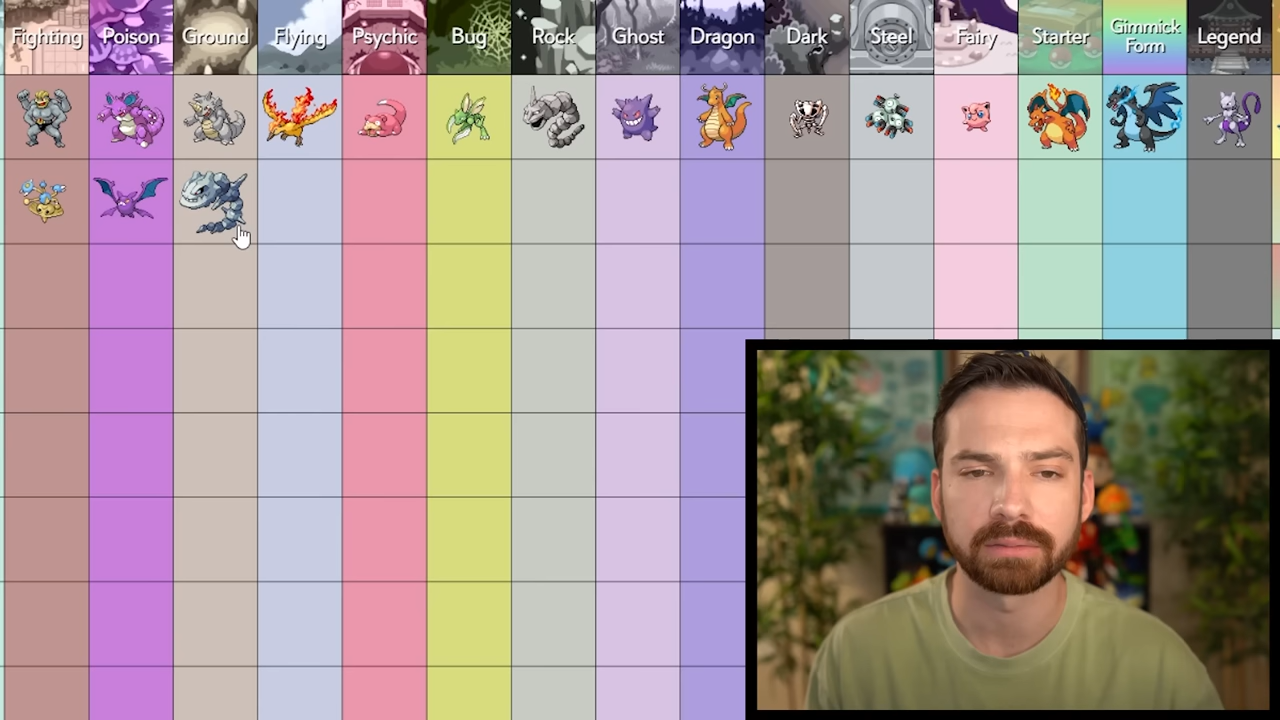 Fighting
Poison
Ground
Flying
Psychic
Bug
Rock
Ghost
Dragon
Dark
Steel
Fairy
Starter
Gimmick
Form
Legend